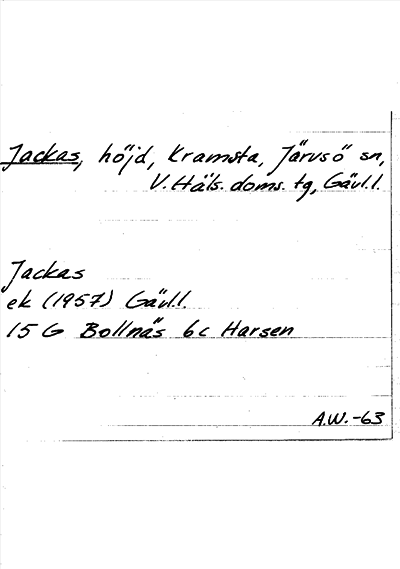 Jackas, höjd, Kramsta, Järvsö sn,
V. Häls. doms. tg, Gävl.l.
Jackas
ek (1957) Gävl.l.
15 G Bollnäs 6c Harsen
A.W.-63